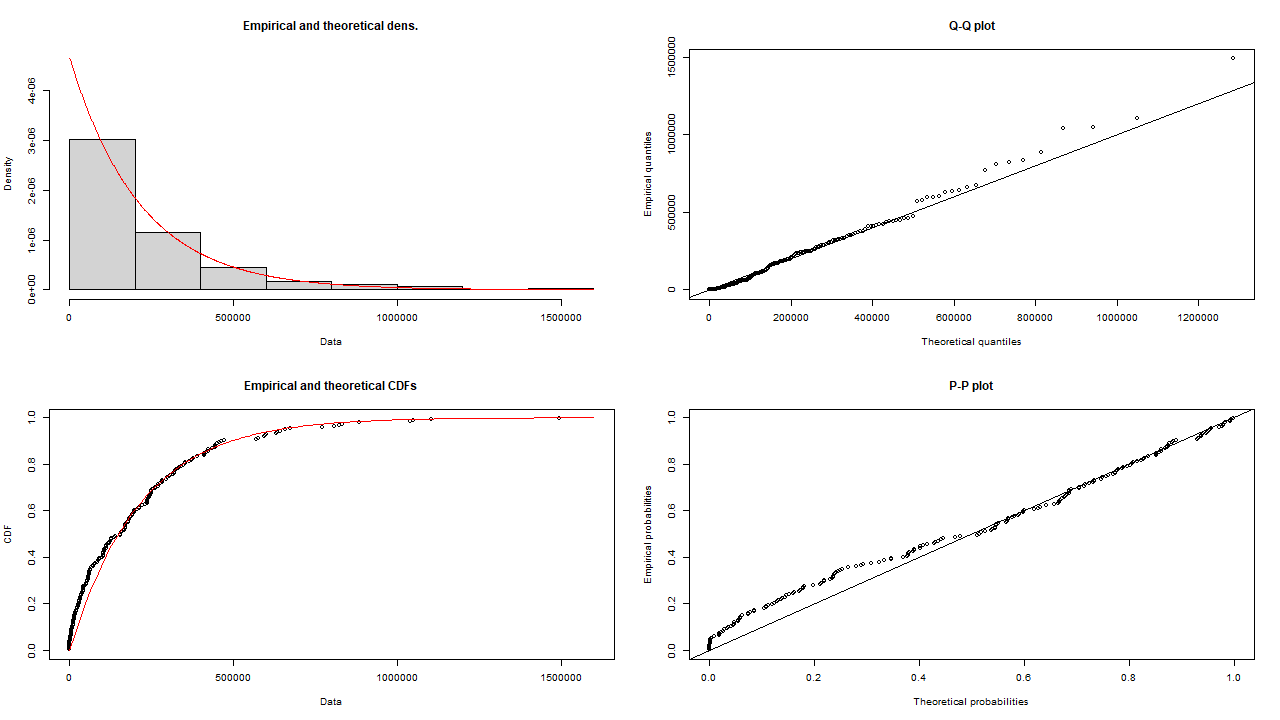 Empirical and theoretical dens.
Density
0e+00 1e-06 2e-06 3e-06 4e-06
0 500000 1000000 1500000
Data
Q-Q plot
Empirical quantiles
0 500000 1000000 1500000
0 200000 400000 600000 800000 1000000 1200000
Theoretical quantiles
Empirical and theoretical CDFs
CDF
0.0 0.2 0.4 0.6 0.8 1.0
0 500000 1000000 1500000
Data
P-P plot
Empirical probabilities
0.0 0.2 0.4 0.6 0.8 1.0
0.0 0.2 0.4 0.6 0.8 1.0
Theoretical probabilities